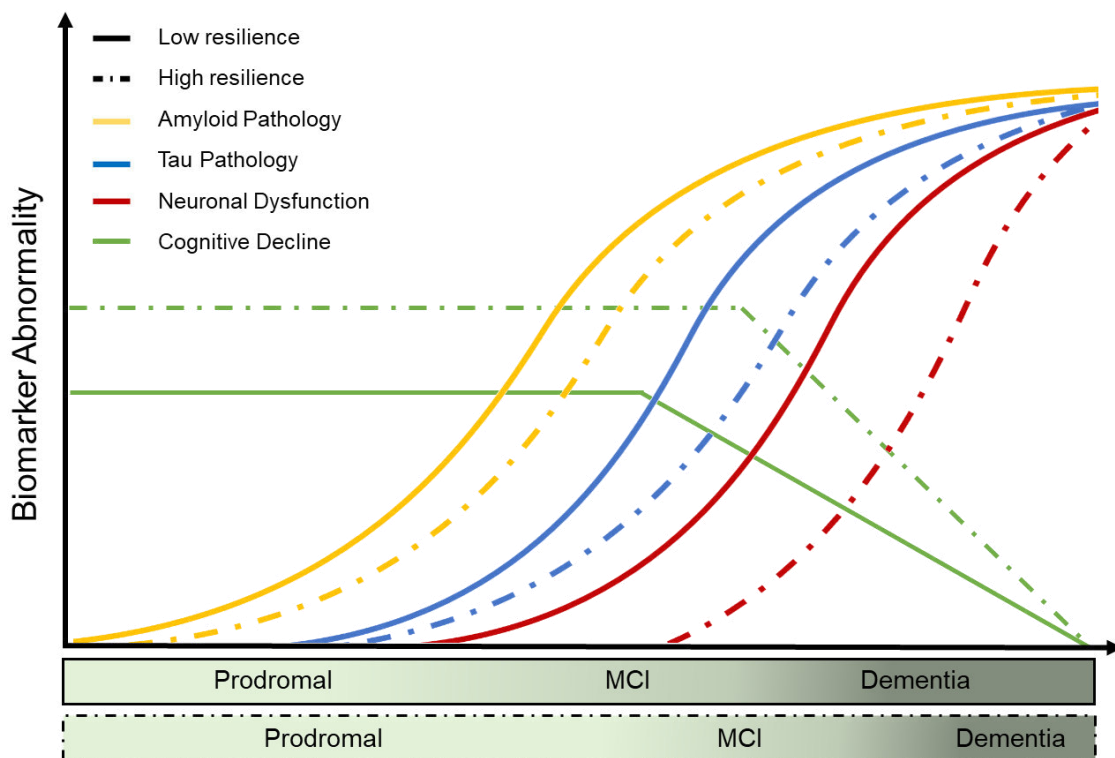 Low resilience
High resilience
Amyloid Pathology
Tau Pathology
Neuronal Dysfunction
Cognitive Decline
Biomarker Abnormality
Prodromal MCI Dementia
Prodromal MCI Dementia